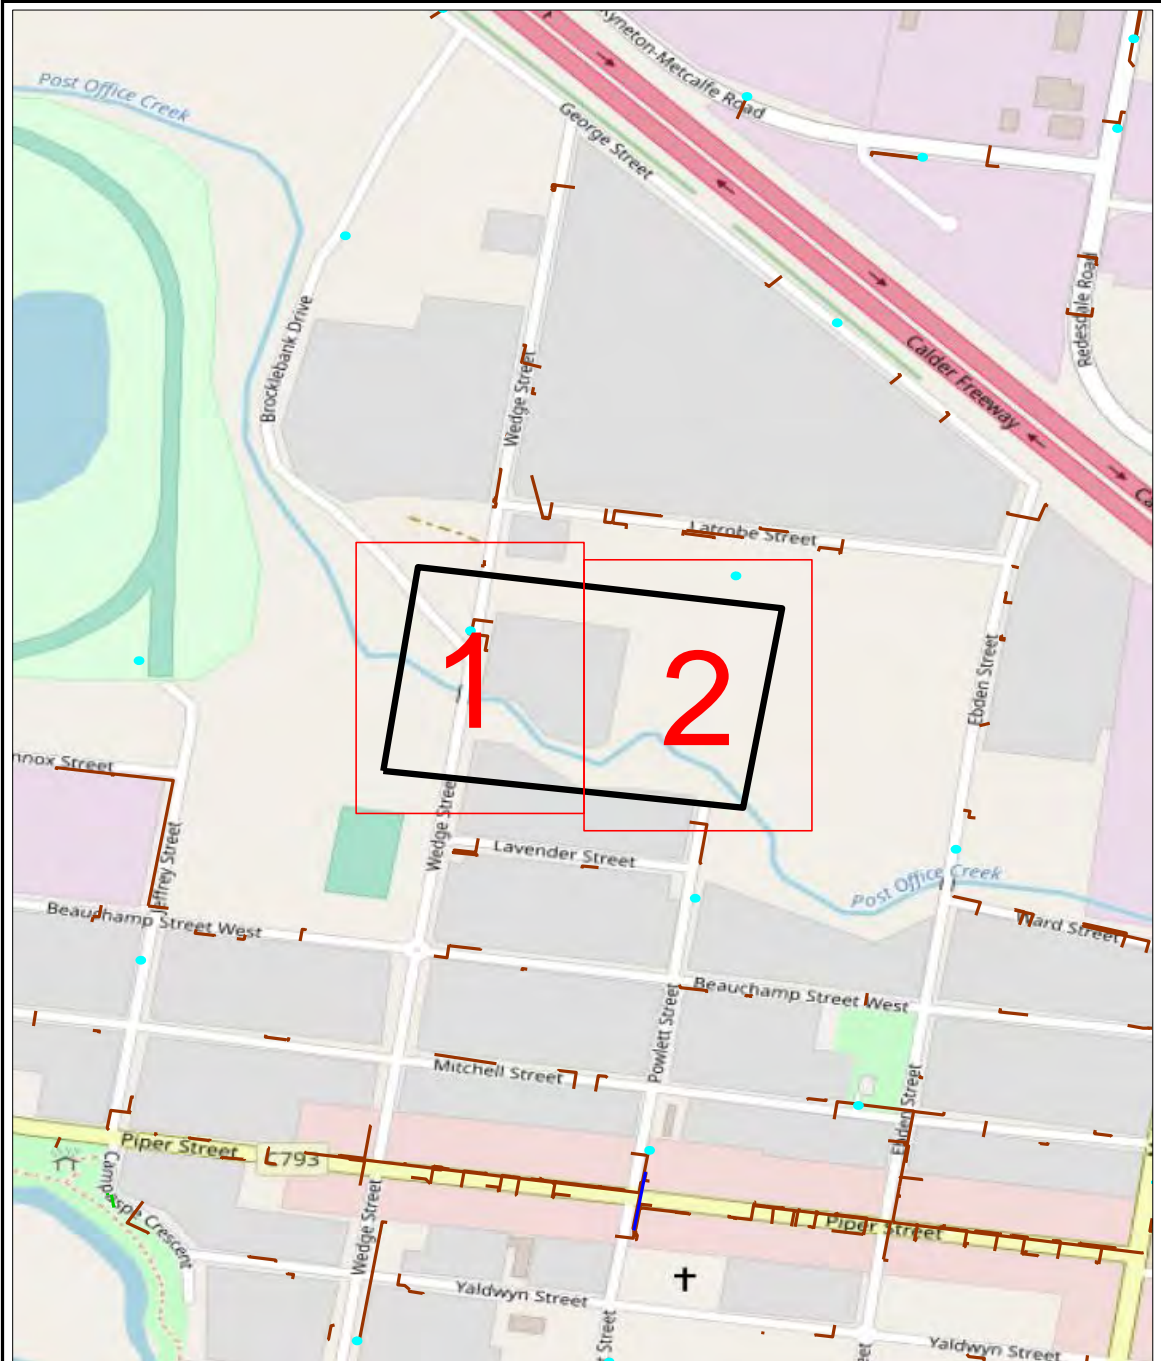 Kyneton-Metcalfe Road
Post Office Creek
George Street
Redesdale Road
Brocklebank Drive
Wedge Street
Calder Freeway
Ca
Latrobe Street
1
2
Ebden Street
nnox Street
Wedge Street
Jeffrey Street
Lavender Street
Post Office Creek
Beauchamp Street West
Ward Street
Beauchamp Street West
Powlett Street
Mitchell Street
Ebden Street
Piper Street
C793
Campaspe Crescent
Wedge Street
Piper Street
Yaldwyn Street
t Street
Yaldwyn Street
eet